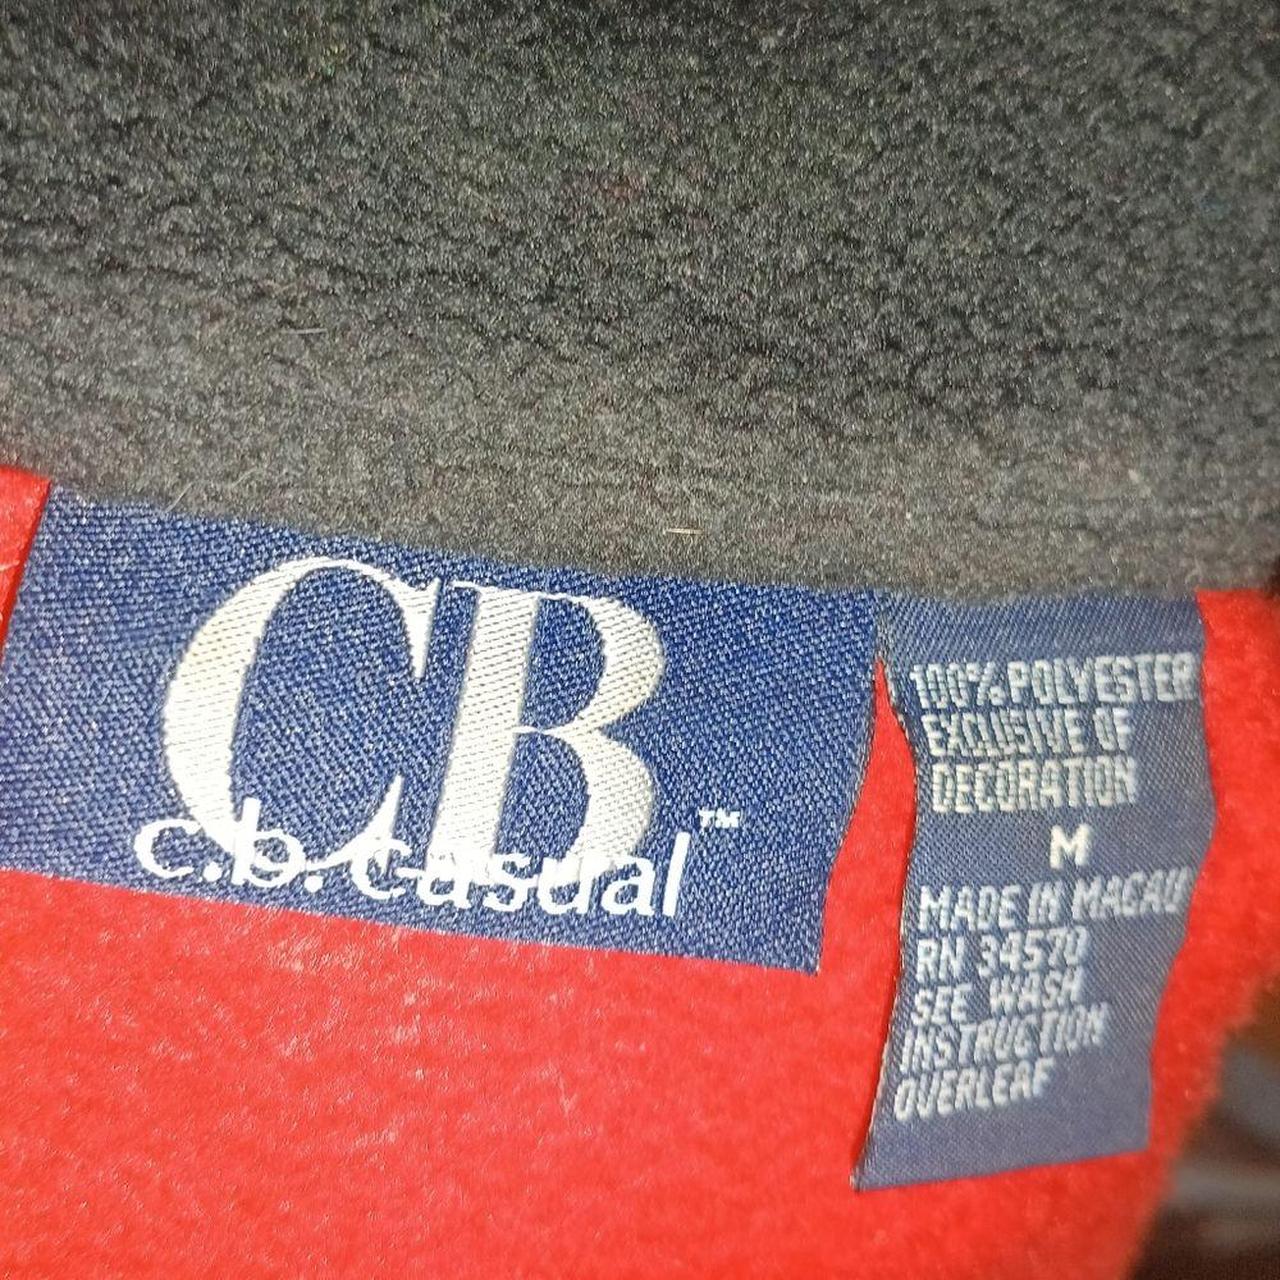 CB
c.b. casual™
100% POLYESTER
EXCLUSIVE OF
DECORATION
M
MADE IN MACAU
RN 34570
SEE WASH
INSTRUCTION
OVERLEAF